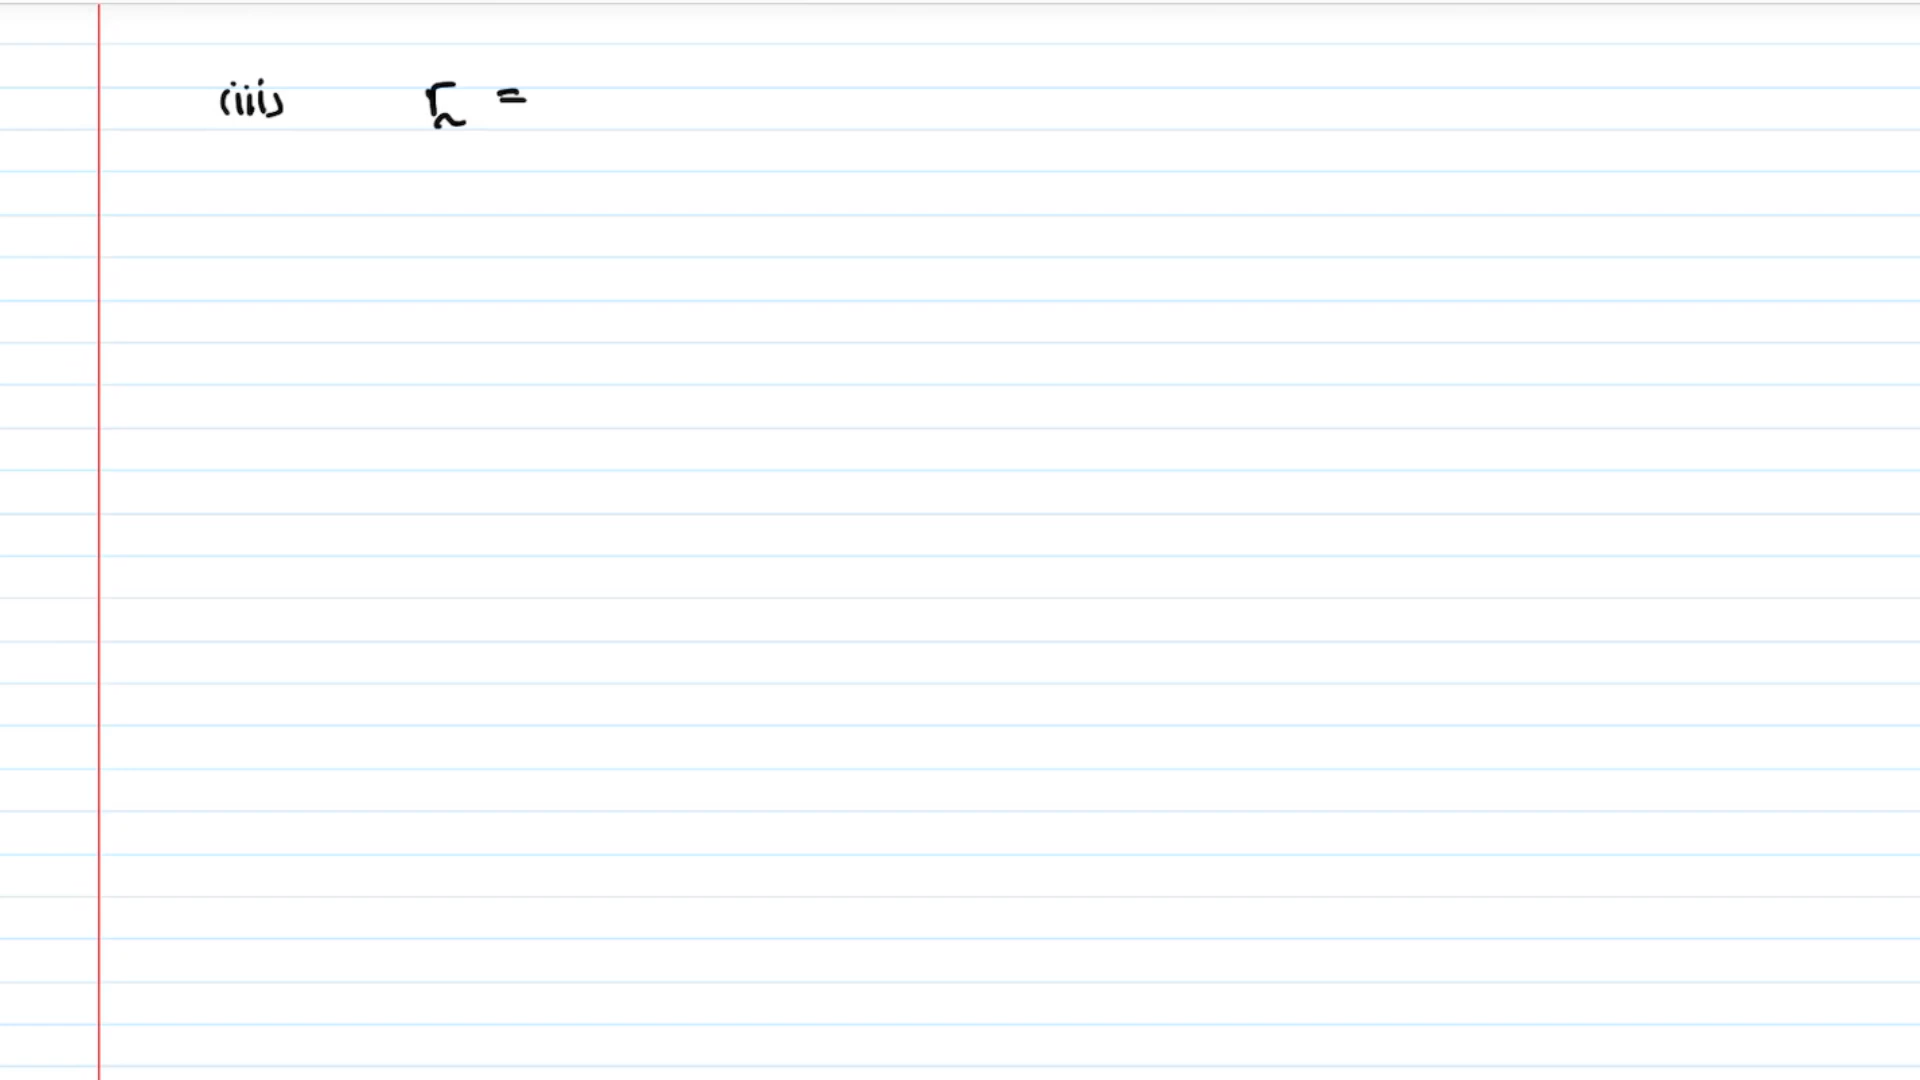 (iii) r̰ =